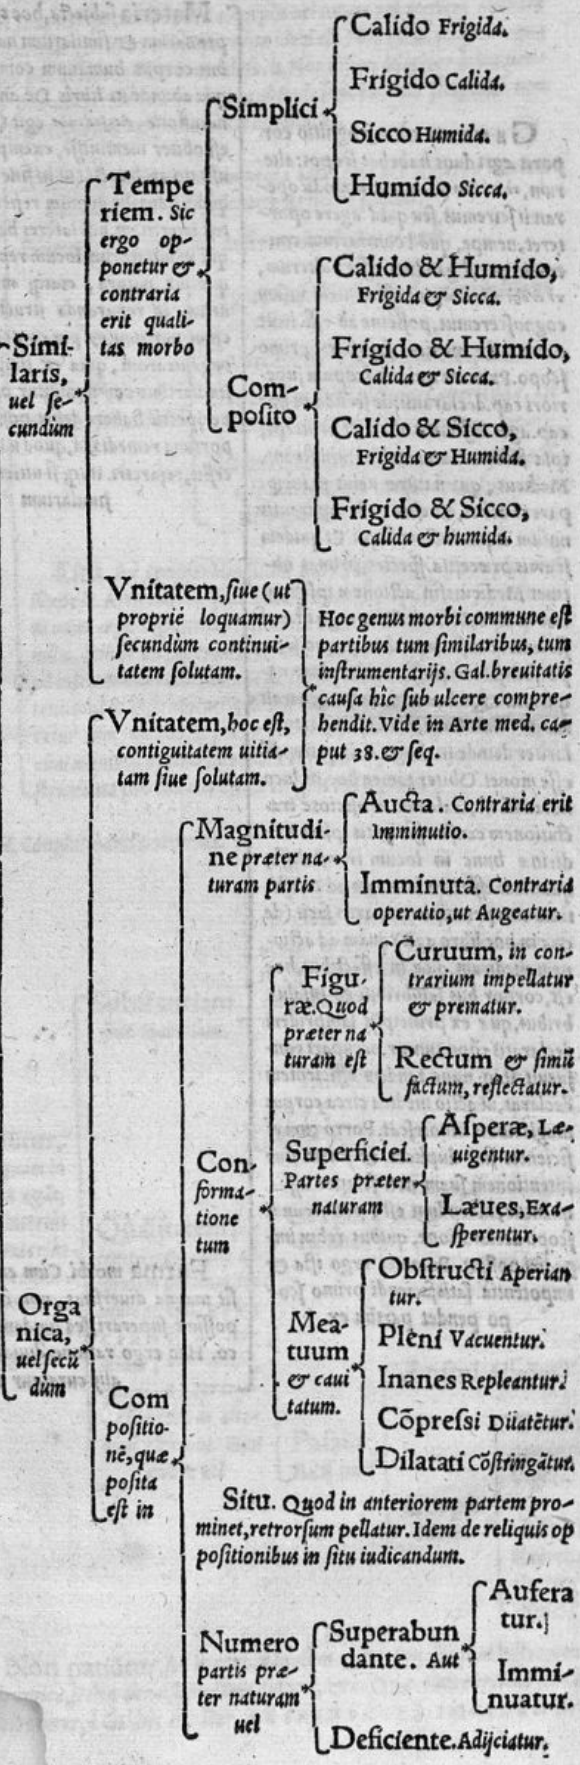 Simi-
laris,
uel se-
cundùm
Tempe
riem. Sic
ergo op-
ponetur &
contraria
erit quali-
tas morbo
Simplici
Calido Frigida.
Frigido Calida.
Sicco Humida.
Humido Sicca.
Com-
posito
Calido & Humido,
Frigida & Sicca.
Frigido & Humido,
Calida & Sicca.
Calido & Sicco,
Frigida & Humida.
Frigido & Sicco,
Calida & humida.
Vnitatem, siue (ut
propriè loquamur)
secundùm continui-
tatem solutam.
Orga
nica,
uel secũ
dùm
Vnitatem, hoc est,
contiguitatem uitia-
tam siue solutam.
Hoc genus morbi commune est
partibus tum similaribus, tum
instrumentarijs. Gal. breuitatis
causa hîc sub ulcere compre-
hendit. Vide in Arte med. ca-
put 38. & seq.
Com
positio-
nẽ, quæ
posita
est in
Magnitudi-
ne præter na-
turam partis
Aucta. Contraria erit
Imminutio.
Imminuta. Contraria
operatio, ut Augeatur.
Con-
forma-
tione
tum
Figu-
ræ. Quod
præter na
turam est
Curuum, in con-
trarium impellatur
& prematur.
Rectum & simũ
factum, reflectatur.
Superficiei.
Partes præter
naturam
Asperæ, Læ-
uigentur.
Læues, Exa-
sperentur.
Mea-
tuum
& caui
tatum.
Obstructi Aperian
tur.
Pleni Vacuentur.
Inanes Repleantur.
Cõpressi Dilatẽtur.
Dilatati Cõstringãtur.
Situ. Quod in anteriorem partem pro-
minet, retrorsum pellatur. Idem de reliquis op
positionibus in situ iudicandum.
Numero
partis præ-
ter naturam
uel
Superabun
dante. Aut
Aufera
tur.
Immi-
nuatur.
Deficiente. Adijciatur.